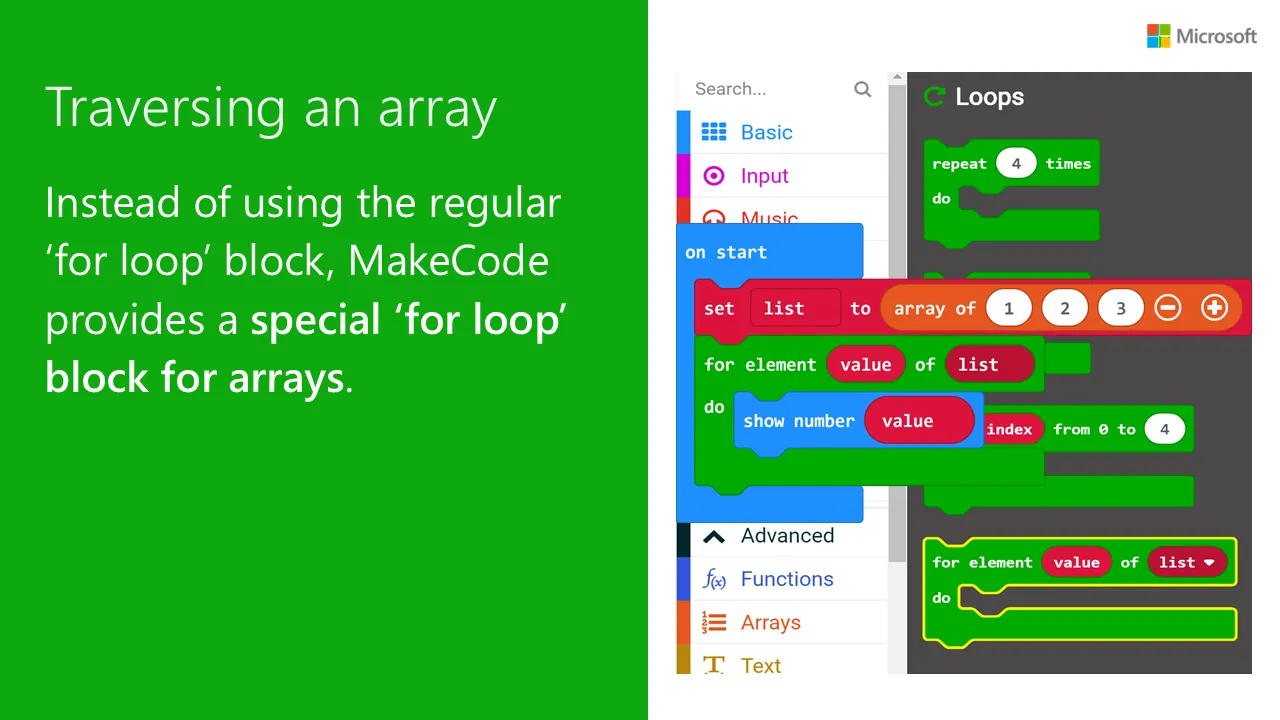 Microsoft
Traversing an array
Instead of using the regular
‘for loop’ block, MakeCode
provides a special ‘for loop’
block for arrays.
Search...
Basic
Input
Music
Advanced
Functions
Arrays
Text
Loops
repeat 4 times
do
on start
set list to array of 1 2 3
for element value of list
do show number value
index from 0 to 4
for element value of list
do